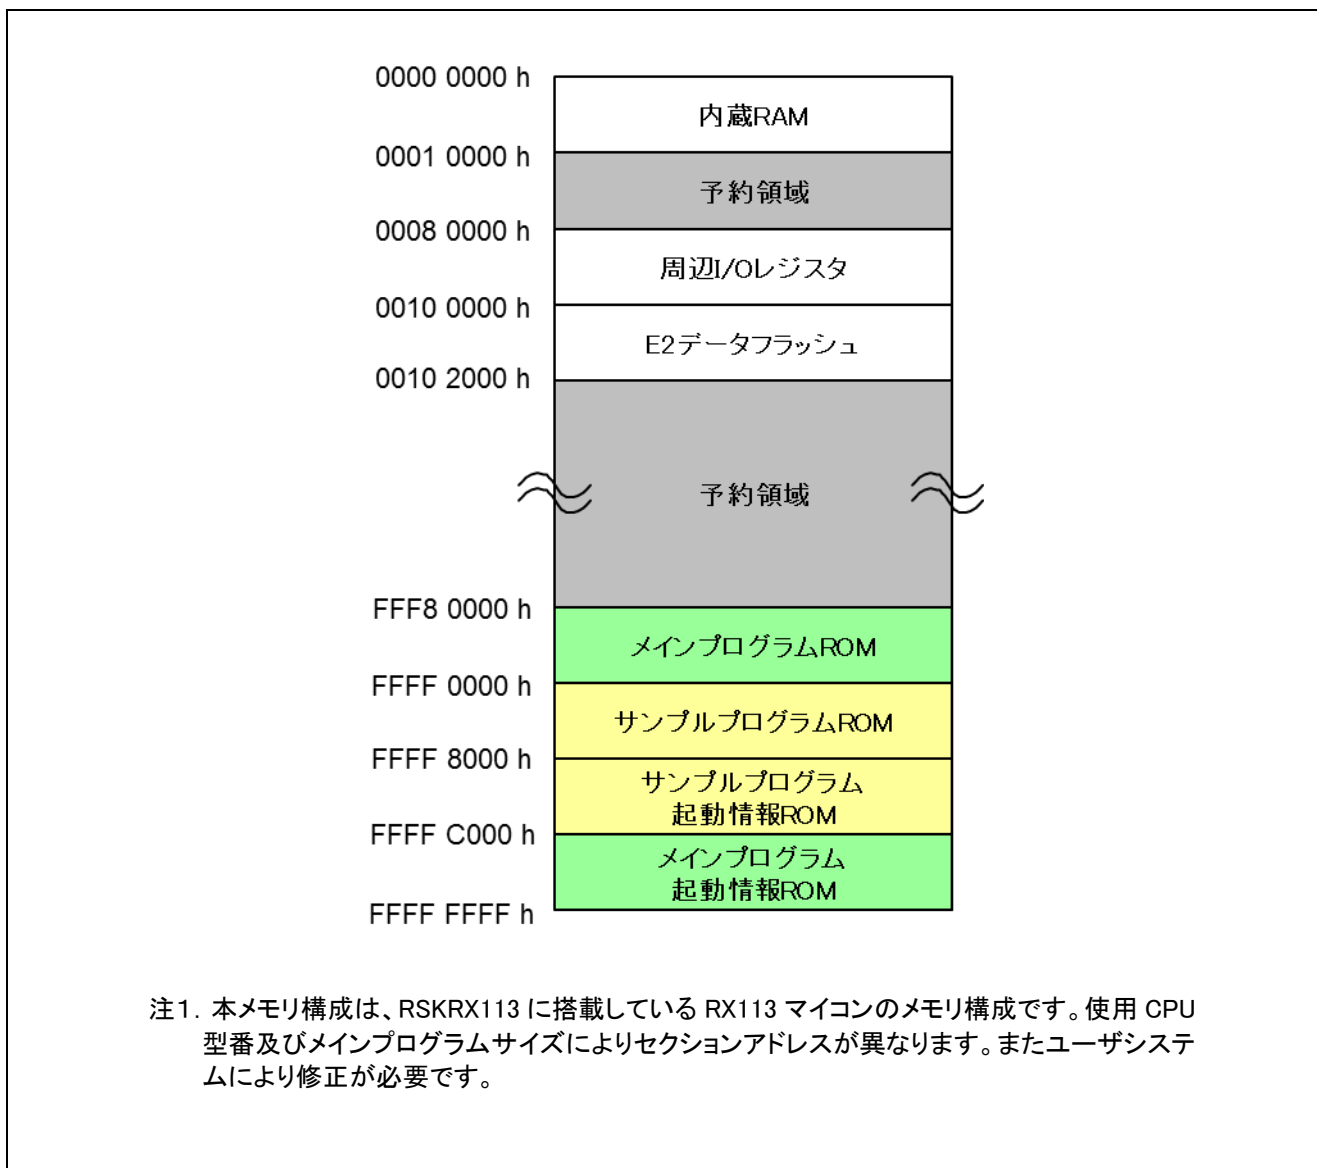 0000 0000 h
内蔵RAM
0001 0000 h
予約領域
0008 0000 h
周辺I/Oレジスタ
0010 0000 h
E2データフラッシュ
0010 2000 h
予約領域
FFF8 0000 h
メインプログラムROM
FFFF 0000 h
サンプルプログラムROM
FFFF 8000 h
サンプルプログラム
起動情報ROM
FFFF C000 h
メインプログラム
起動情報ROM
FFFF FFFF h
注１. 本メモリ構成は、RSKRX113 に搭載している RX113 マイコンのメモリ構成です。使用 CPU
型番及びメインプログラムサイズによりセクションアドレスが異なります。またユーザシステ
ムにより修正が必要です。